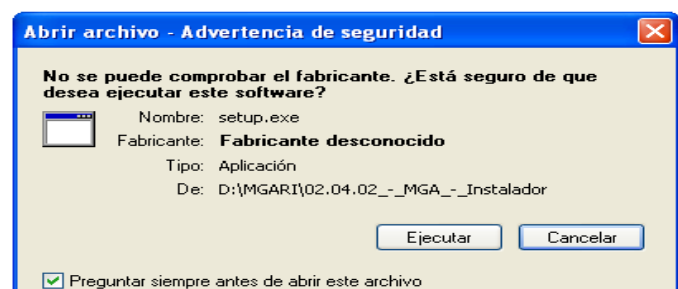 Abrir archivo - Advertencia de seguridad
No se puede comprobar el fabricante. ¿Está seguro de que
desea ejecutar este software?
Nombre: setup.exe
Fabricante: Fabricante desconocido
Tipo: Aplicación
De: D:\MGARI\02.04.02_-_MGA_-_Instalador
Ejecutar Cancelar
Preguntar siempre antes de abrir este archivo